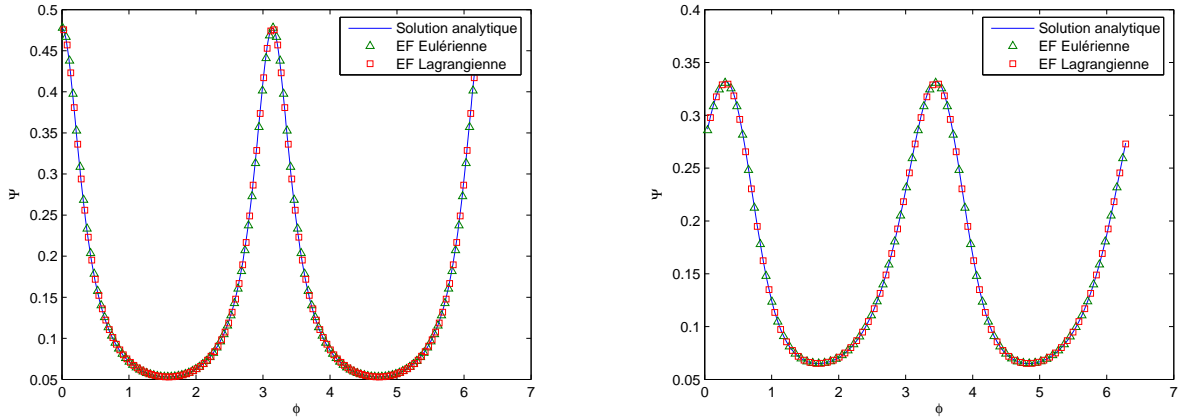 0.5
0.45
0.4
0.35
0.3
0.25
0.2
0.15
0.1
0.05
Ψ
0 1 2 3 4 5 6 7
ϕ
Solution analytique
EF Eulérienne
EF Lagrangienne
0.4
0.35
0.3
0.25
0.2
0.15
0.1
0.05
Ψ
0 1 2 3 4 5 6 7
ϕ
Solution analytique
EF Eulérienne
EF Lagrangienne